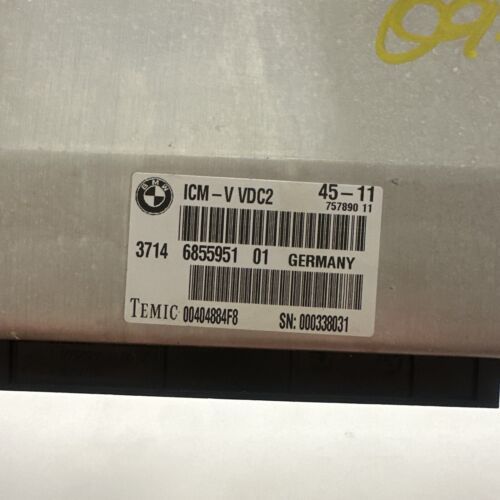 BMW
ICM-V VDC2 45-11
757890 11
3714 6855951 01 GERMANY
TEMIC 00404884F8 SN: 000338031